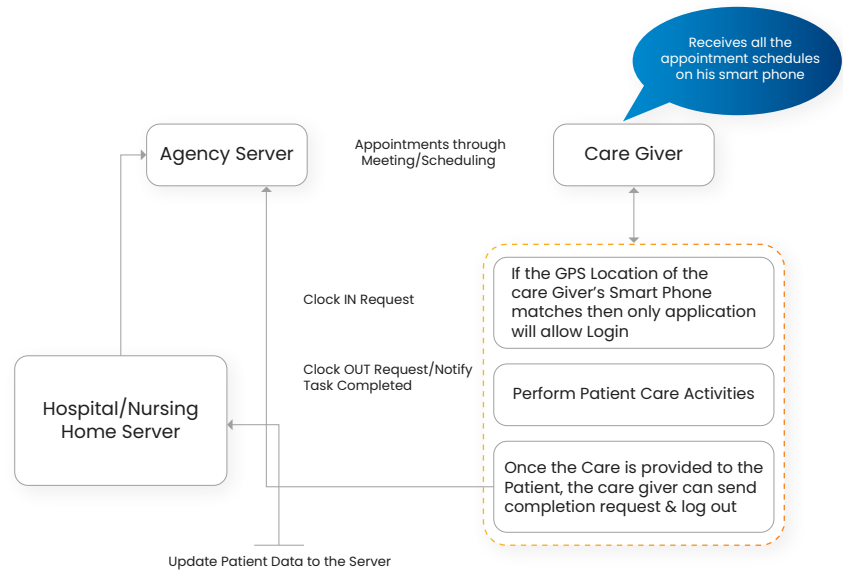 Receives all the
appointment schedules
on his smart phone
Agency Server
Appointments through
Meeting/Scheduling
Care Giver
If the GPS Location of the
care Giver’s Smart Phone
matches then only application
will allow Login
Clock IN Request
Clock OUT Request/Notify
Task Completed
Perform Patient Care Activities
Hospital/Nursing
Home Server
Once the Care is provided to the
Patient, the care giver can send
completion request & log out
Update Patient Data to the Server